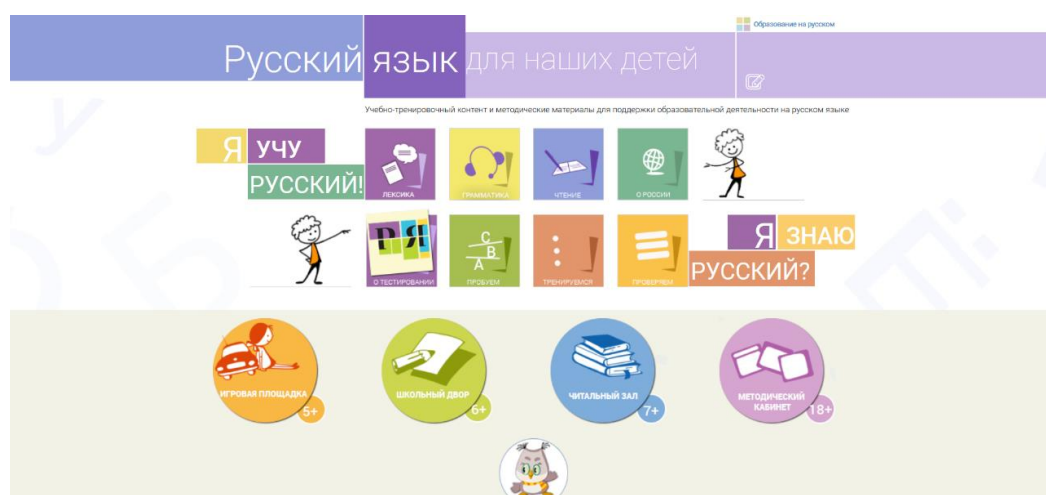 Образование на русском
Русский язык для наших детей
Учебно-тренировочный контент и методические материалы для поддержки образовательной деятельности на русском языке
Я УЧУ
РУССКИЙ!
ЛЕКСИКА
ГРАММАТИКА
ЧТЕНИЕ
О РОССИИ
Р Я
О ТЕСТИРОВАНИИ
C
B
A
ПРОБУЕМ
ТРЕНИРУЕМСЯ
ПРОВЕРЯЕМ
Я ЗНАЮ
РУССКИЙ?
ИГРОВАЯ ПЛОЩАДКА
5+
ШКОЛЬНЫЙ ДВОР
6+
ЧИТАЛЬНЫЙ ЗАЛ
7+
МЕТОДИЧЕСКИЙ
КАБИНЕТ
18+